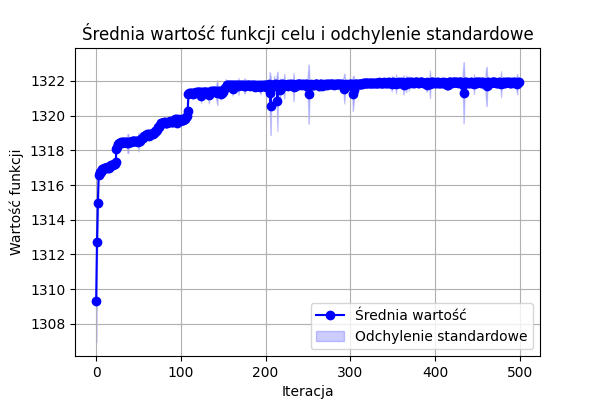 Średnia wartość funkcji celu i odchylenie standardowe
Wartość funkcji
1322
1320
1318
1316
1314
1312
1310
1308
0 100 200 300 400 500
Iteracja
Średnia wartość
Odchylenie standardowe